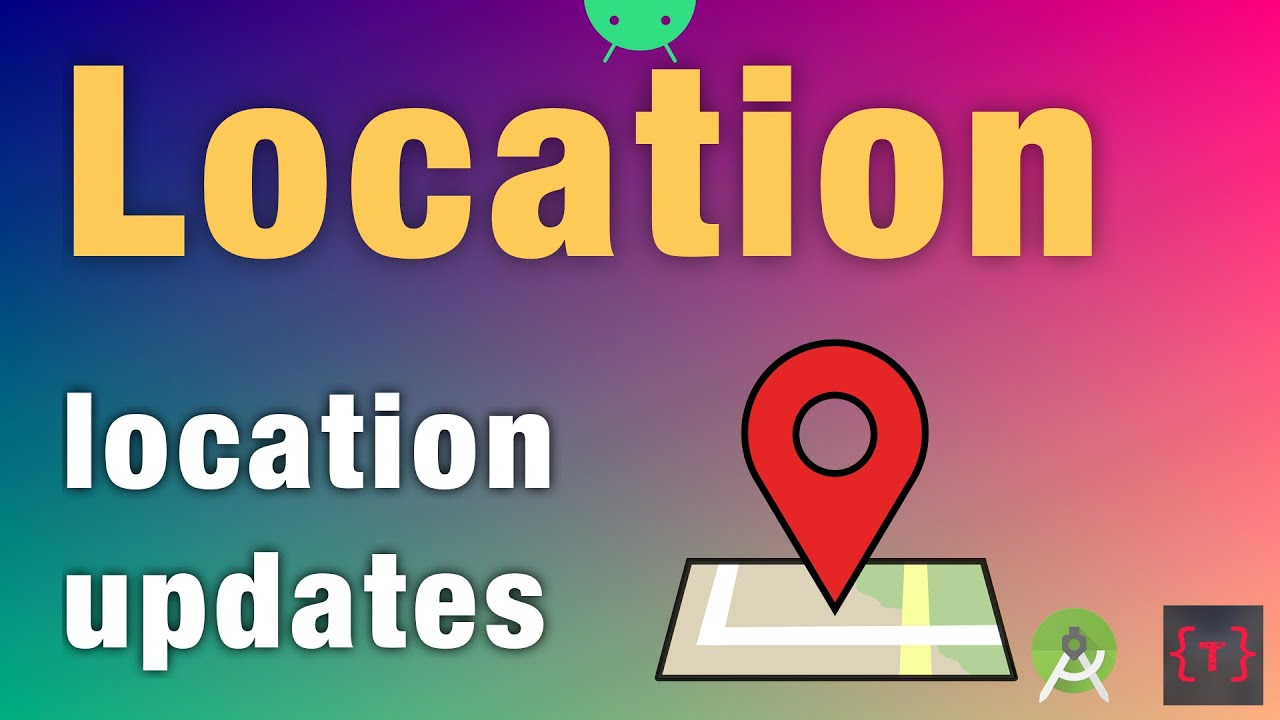 Location
location
updates
{T}